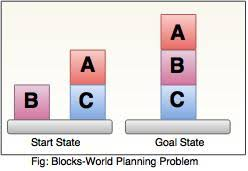 A
A
B
B
C
C
Start State
Goal State
Fig: Blocks-World Planning Problem